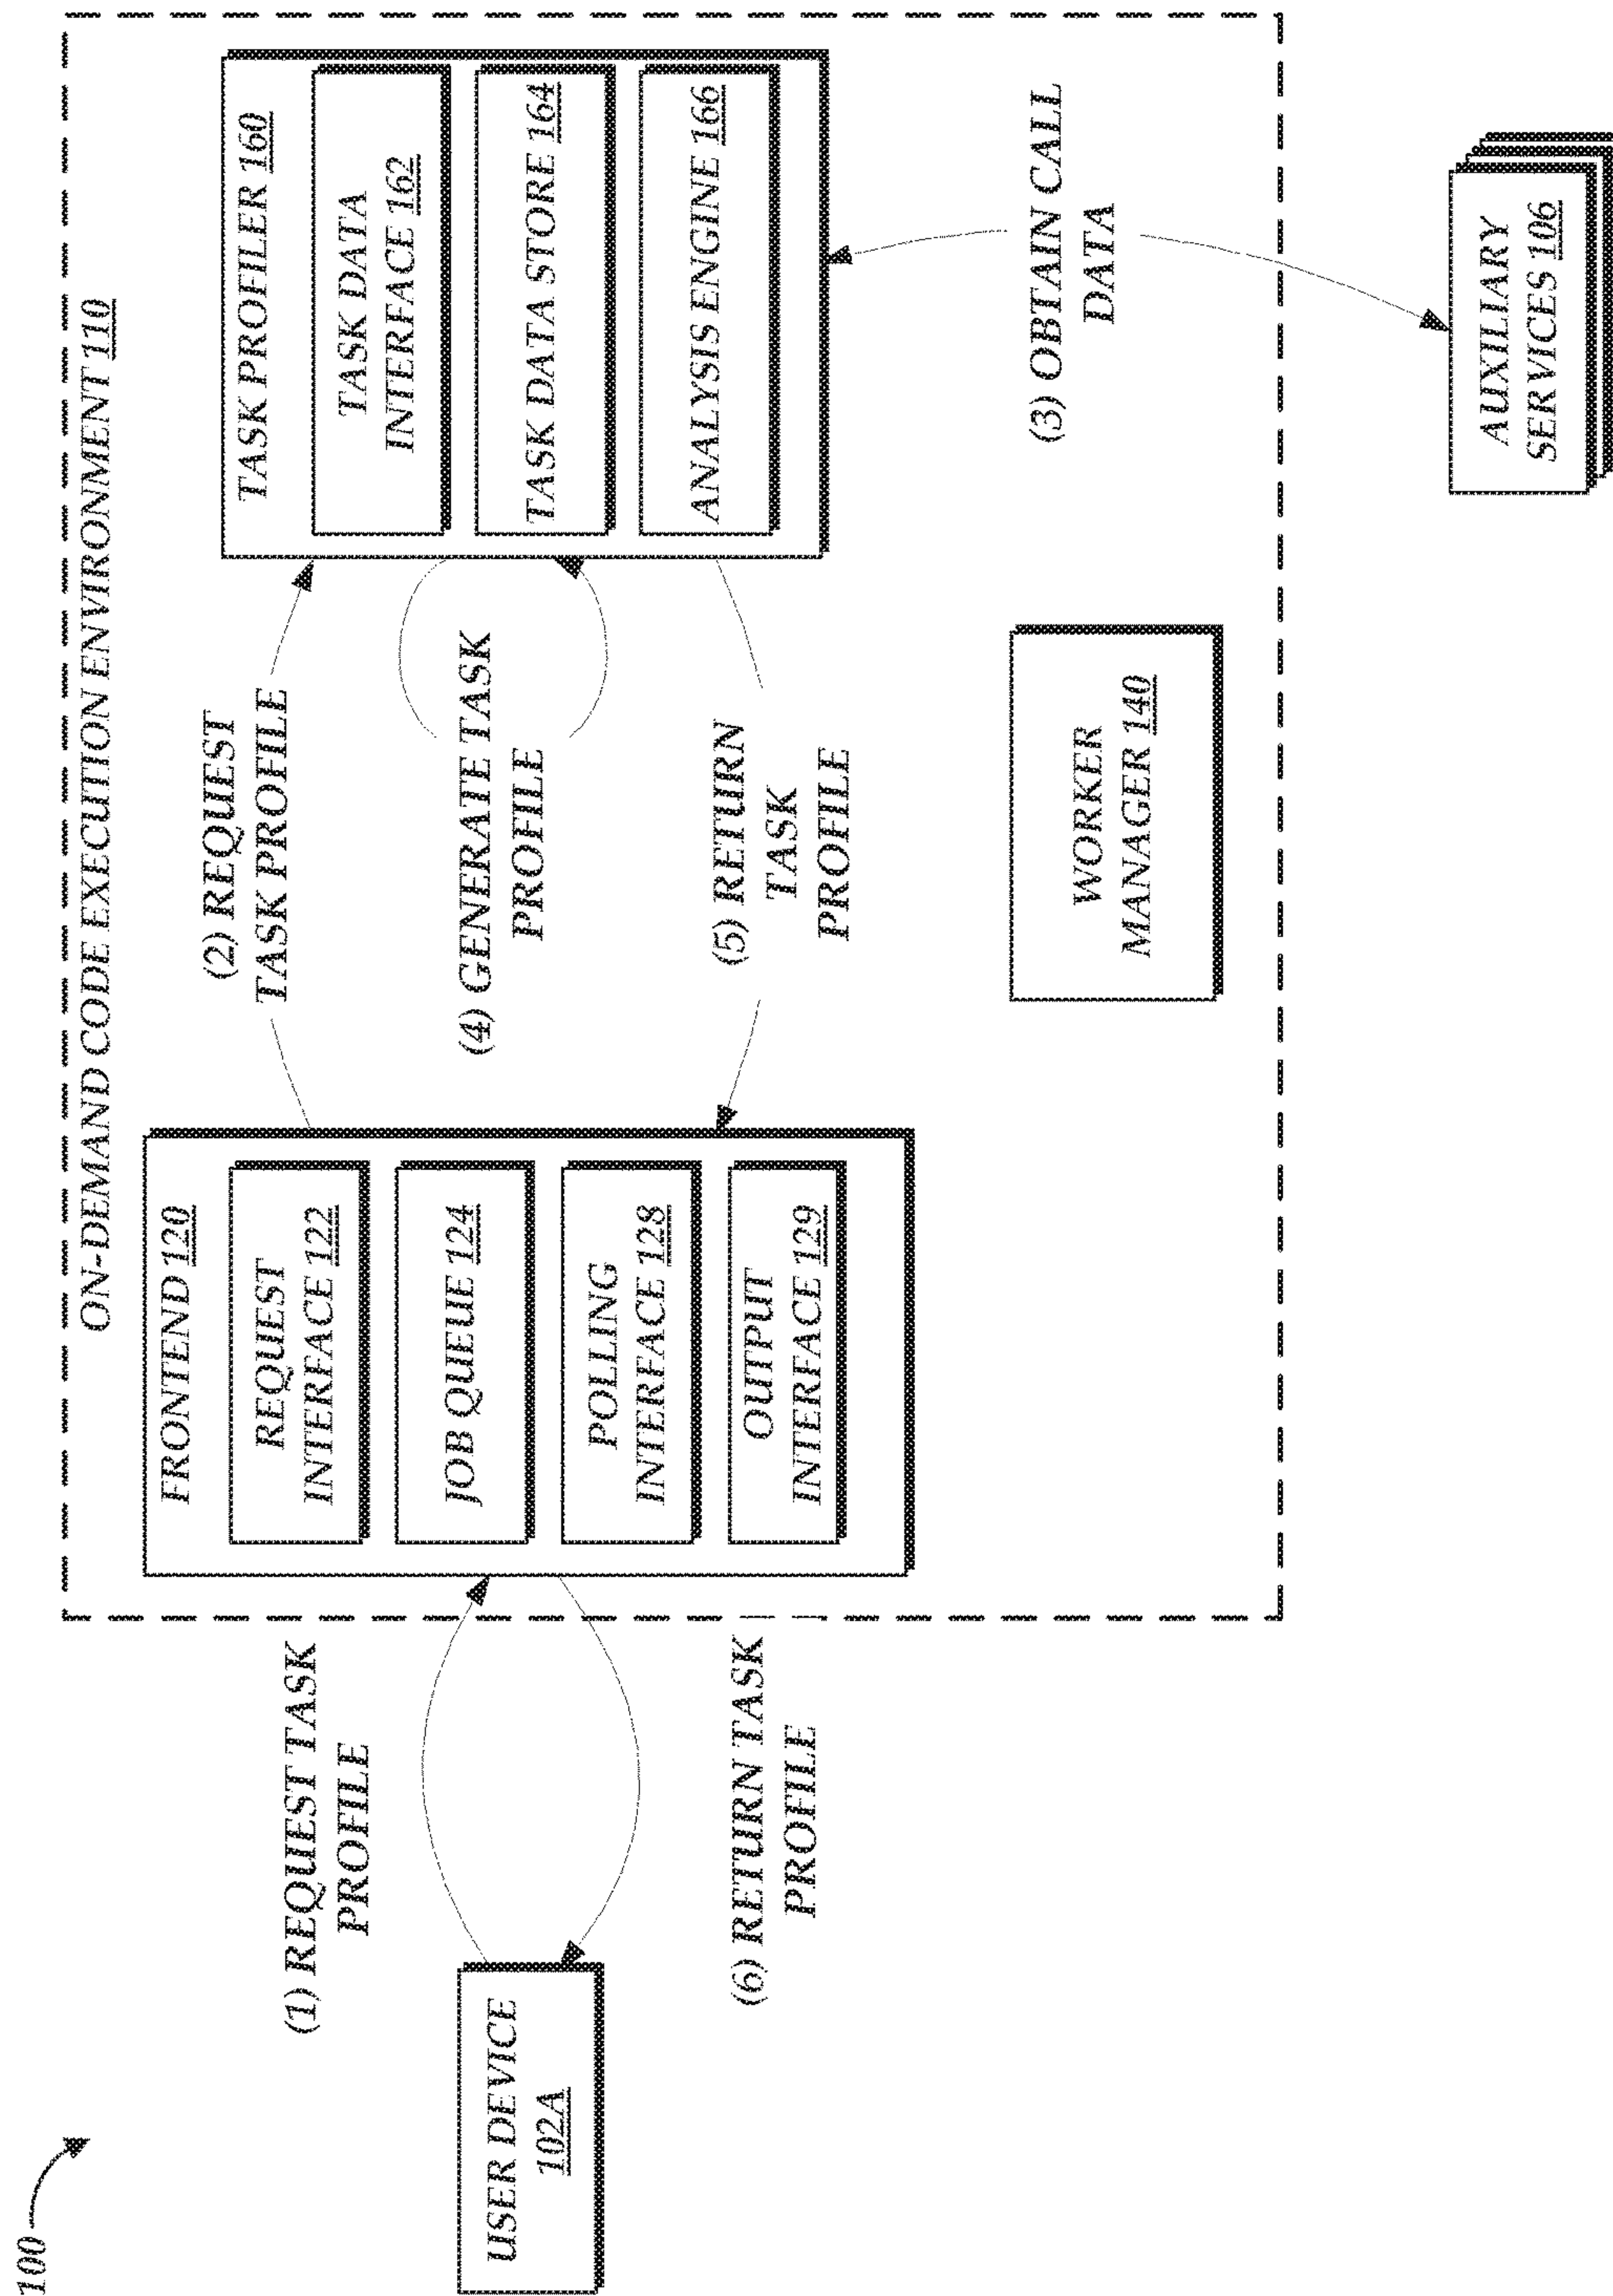 100
ON-DEMAND CODE EXECUTION ENVIRONMENT 110
USER DEVICE
102A
(1) REQUEST TASK
PROFILE
(6) RETURN TASK
PROFILE
FRONTEND 120
REQUEST
INTERFACE 122
JOB QUEUE 124
POLLING
INTERFACE 128
OUTPUT
INTERFACE 129
(2) REQUEST
TASK PROFILE
(4) GENERATE TASK
PROFILE
(5) RETURN
TASK
PROFILE
TASK PROFILER 160
TASK DATA
INTERFACE 162
TASK DATA STORE 164
ANALYSIS ENGINE 166
WORKER
MANAGER 140
(3) OBTAIN CALL
DATA
AUXILIARY
SERVICES 106